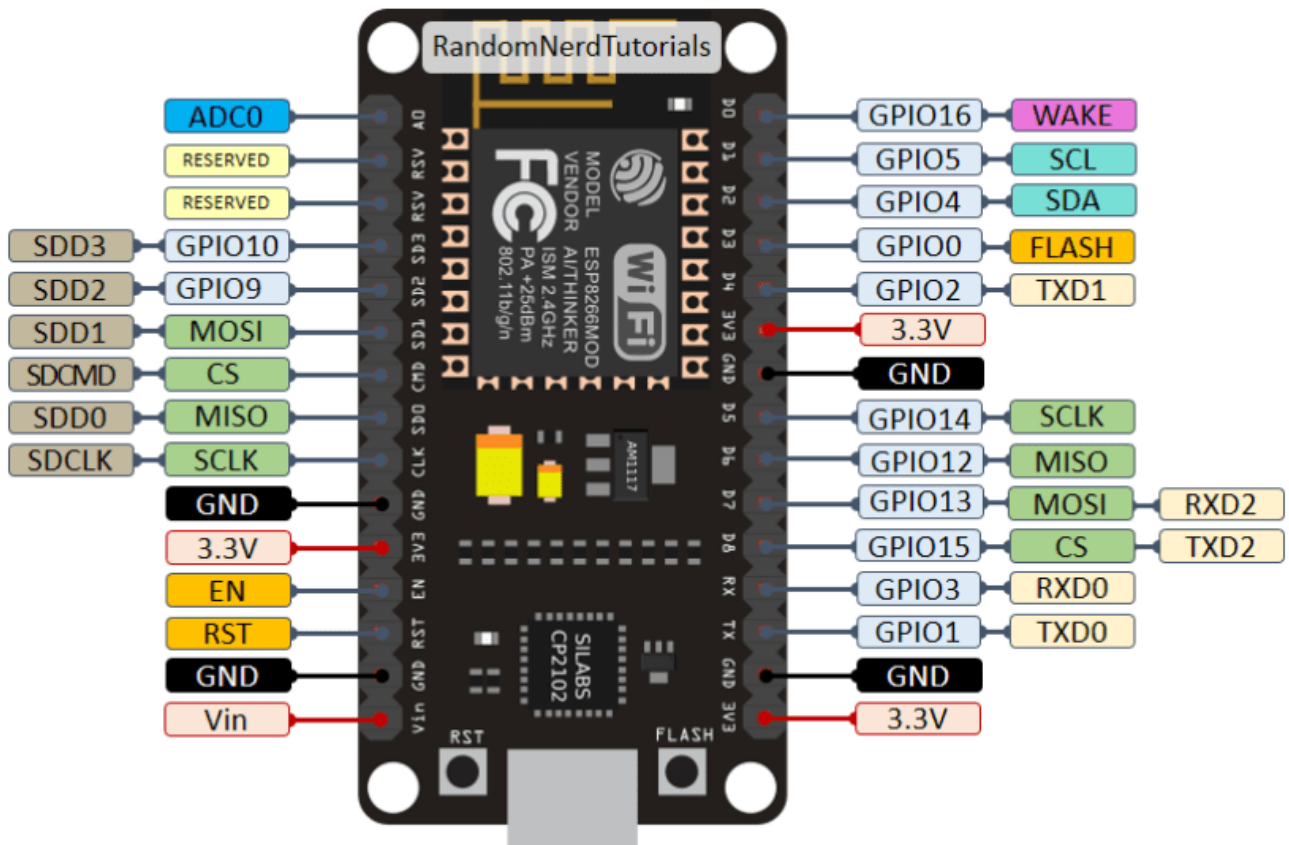 RandomNerdTutorials
ADC0
RESERVED
RESERVED
SDD3 GPIO10
SDD2 GPIO9
SDD1 MOSI
SDCMD CS
SDD0 MISO
SDCLK SCLK
GND
3.3V
EN
RST
GND
Vin
A0
RSV
RSV
SD3
SD2
SD1
CMD
SD0
CLK
GND
3V3
EN
RST
GND
Vin
FC
MODEL
VENDOR
ESP8266MOD
AI/THINKER
ISM 2.4GHz
PA +25dBm
802.11b/g/n
WiFi
AM1117
SILABS
CP2102
RST
FLASH
D0
D1
D2
D3
D4
3V3
GND
D5
D6
D7
D8
RX
TX
GND
3V3
GPIO16 WAKE
GPIO5 SCL
GPIO4 SDA
GPIO0 FLASH
GPIO2 TXD1
3.3V
GND
GPIO14 SCLK
GPIO12 MISO
GPIO13 MOSI RXD2
GPIO15 CS TXD2
GPIO3 RXD0
GPIO1 TXD0
GND
3.3V